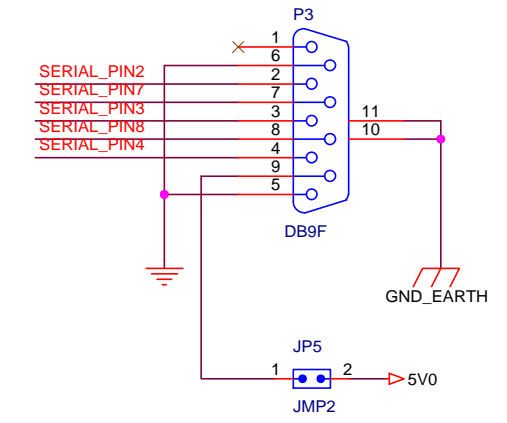 P3
1
6
SERIAL_PIN2 2
SERIAL_PIN7 7
SERIAL_PIN3 3 11
SERIAL_PIN8 8 10
SERIAL_PIN4 4
9
5
DB9F
GND_EARTH
JP5
1 2
5V0
JMP2